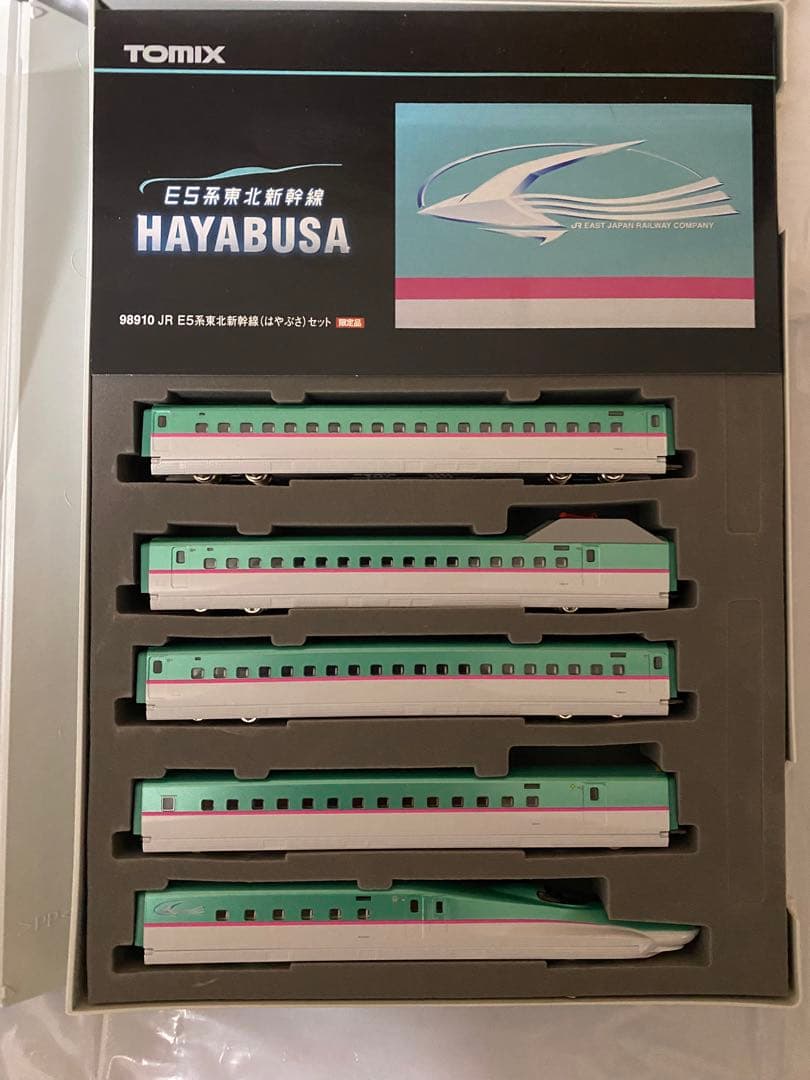 TOMIX
E5系東北新幹線
HAYABUSA
JR EAST JAPAN RAILWAY COMPANY
98910 JR E5系東北新幹線(はやぶさ)セット 限定品
>PP<